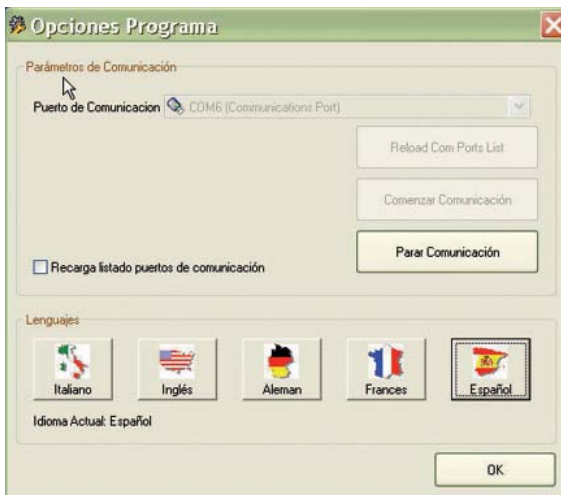 Opciones Programa
Parámetros de Comunicación
Puerto de Comunicacion COM6 (Communications Port)
Reload Com Ports List
Comenzar Comunicación
Parar Comunicación
Recarga listado puertos de comunicación
Lenguajes
Italiano Inglés Aleman Frances Español
Idioma Actual: Español
OK